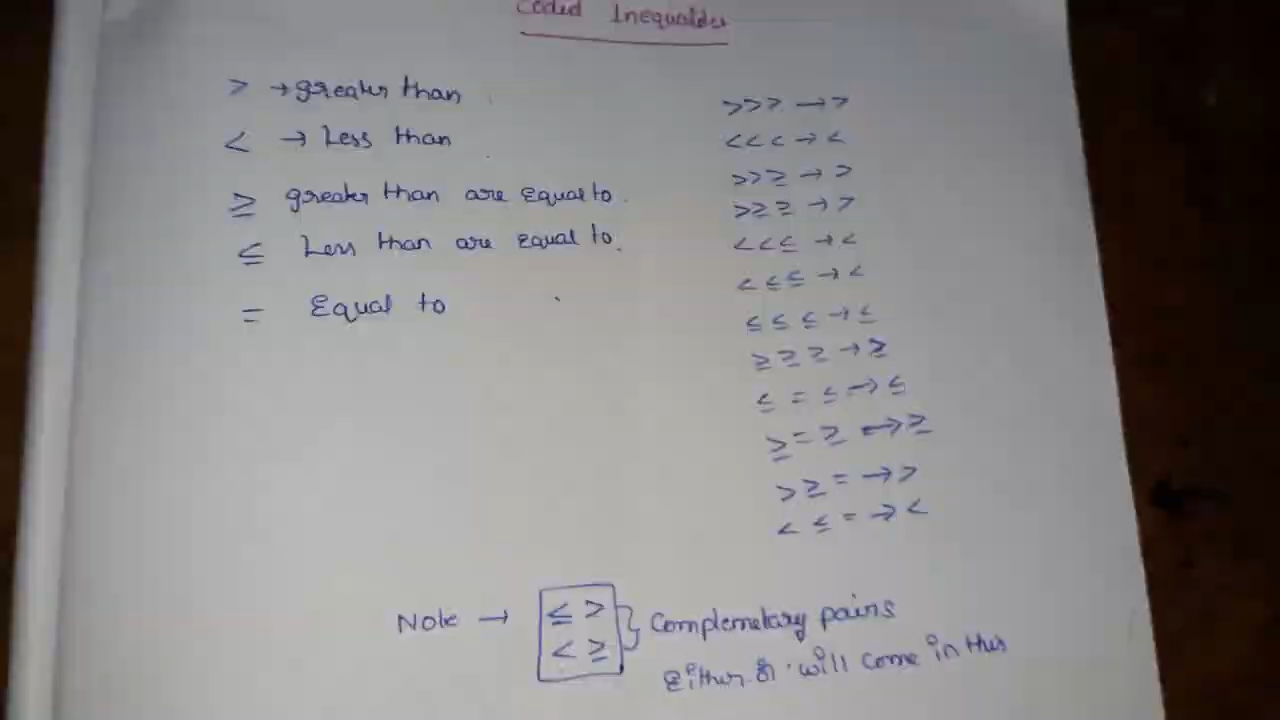 Coded Inequalities
> → greater than
< → Less than
≥ greater than are Equal to.
≤ Less than are equal to.
= Equal to
>>> → >
<<< → <
>>≥ → >
>≥≥ → >
<<≤ → <
<≤≤ → <
≤≤≤ → ≤
≥≥≥ → ≥
≤ = ≤ → ≤
≥ = ≥ → ≥
>≥ = → >
<≤ = → <
Note → ≤ > } Complemetary pairs
< ≥ Either or will come in this